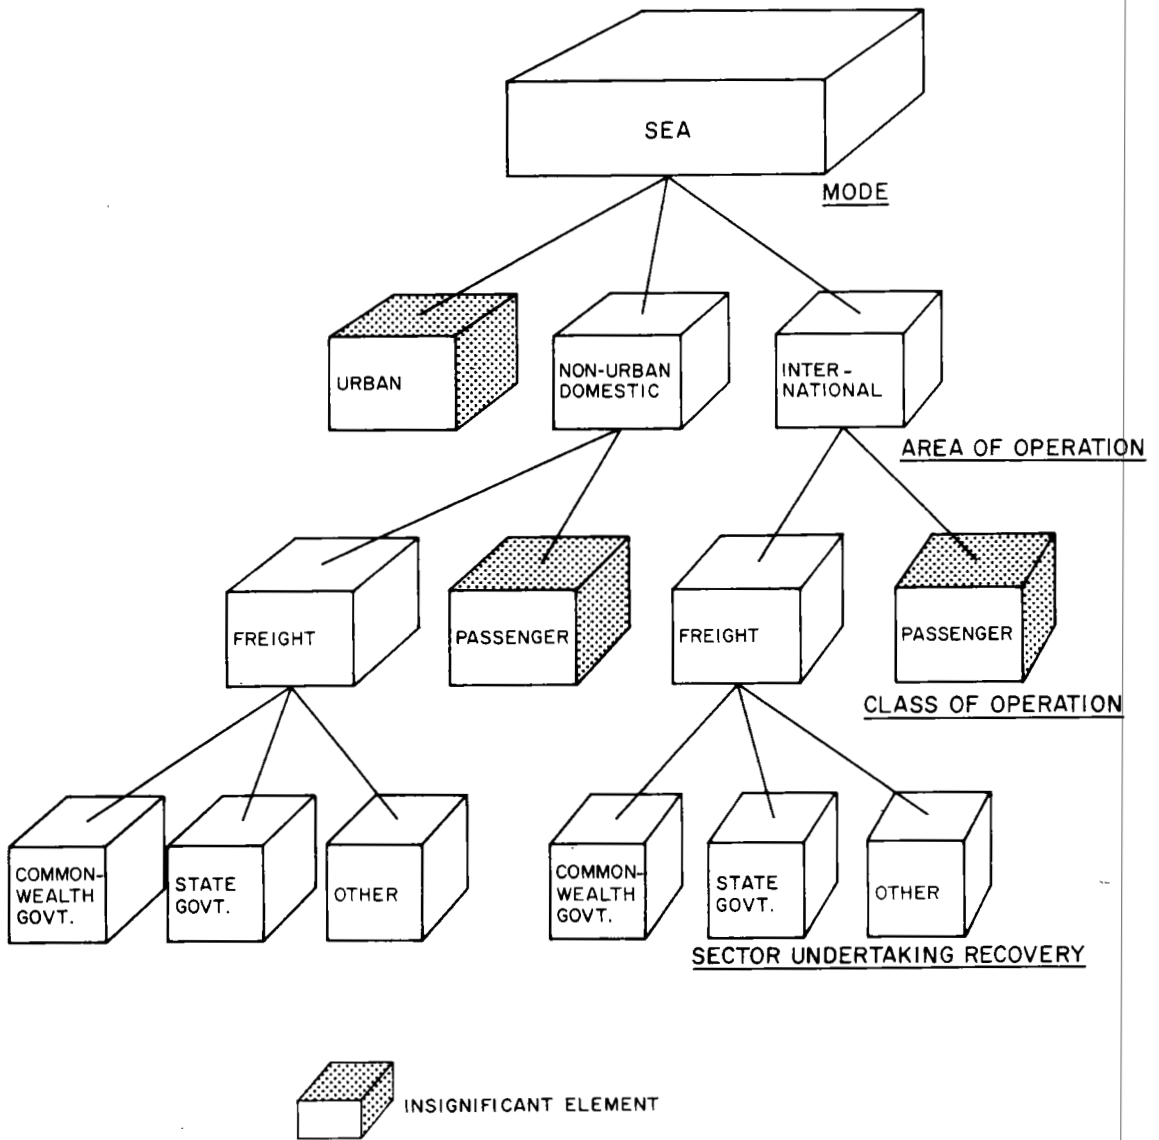 SEA
MODE
URBAN
NON-URBAN
DOMESTIC
INTER-
NATIONAL
AREA OF OPERATION
FREIGHT
PASSENGER
FREIGHT
PASSENGER
CLASS OF OPERATION
COMMON-
WEALTH
GOVT.
STATE
GOVT.
OTHER
COMMON-
WEALTH
GOVT.
STATE
GOVT.
OTHER
SECTOR UNDERTAKING RECOVERY
INSIGNIFICANT ELEMENT